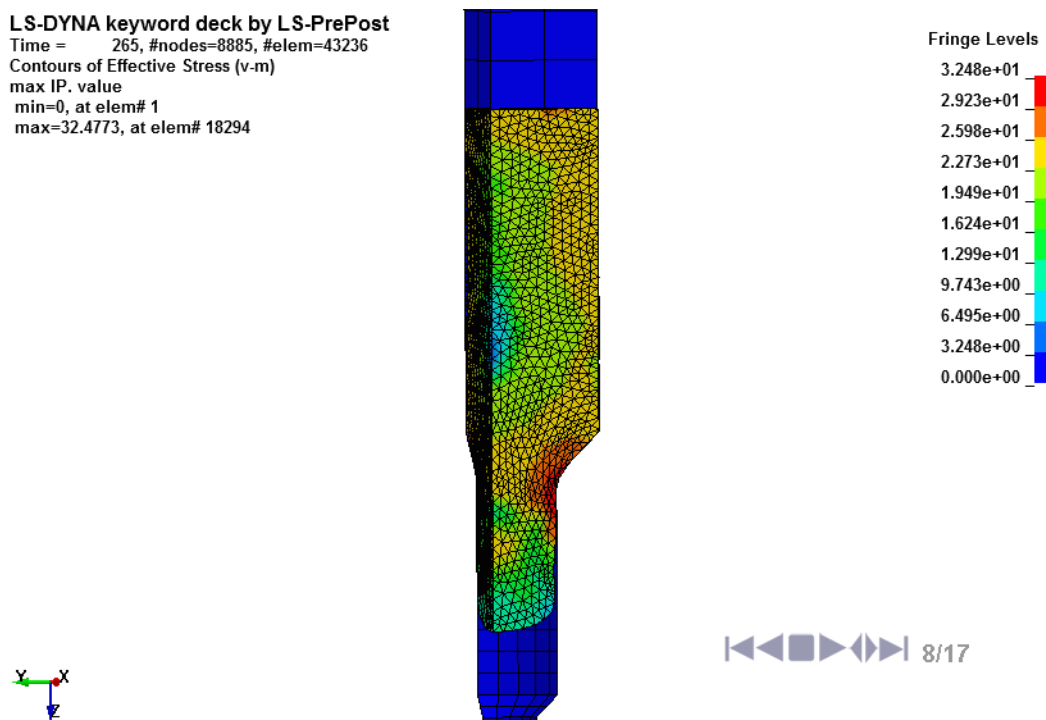 LS-DYNA keyword deck by LS-PrePost
Time = 265, #nodes=8885, #elem=43236
Contours of Effective Stress (v-m)
max IP. value
min=0, at elem# 1
max=32.4773, at elem# 18294
Fringe Levels
3.248e+01
2.923e+01
2.598e+01
2.273e+01
1.949e+01
1.624e+01
1.299e+01
9.743e+00
6.495e+00
3.248e+00
0.000e+00
8/17
Y X
Z